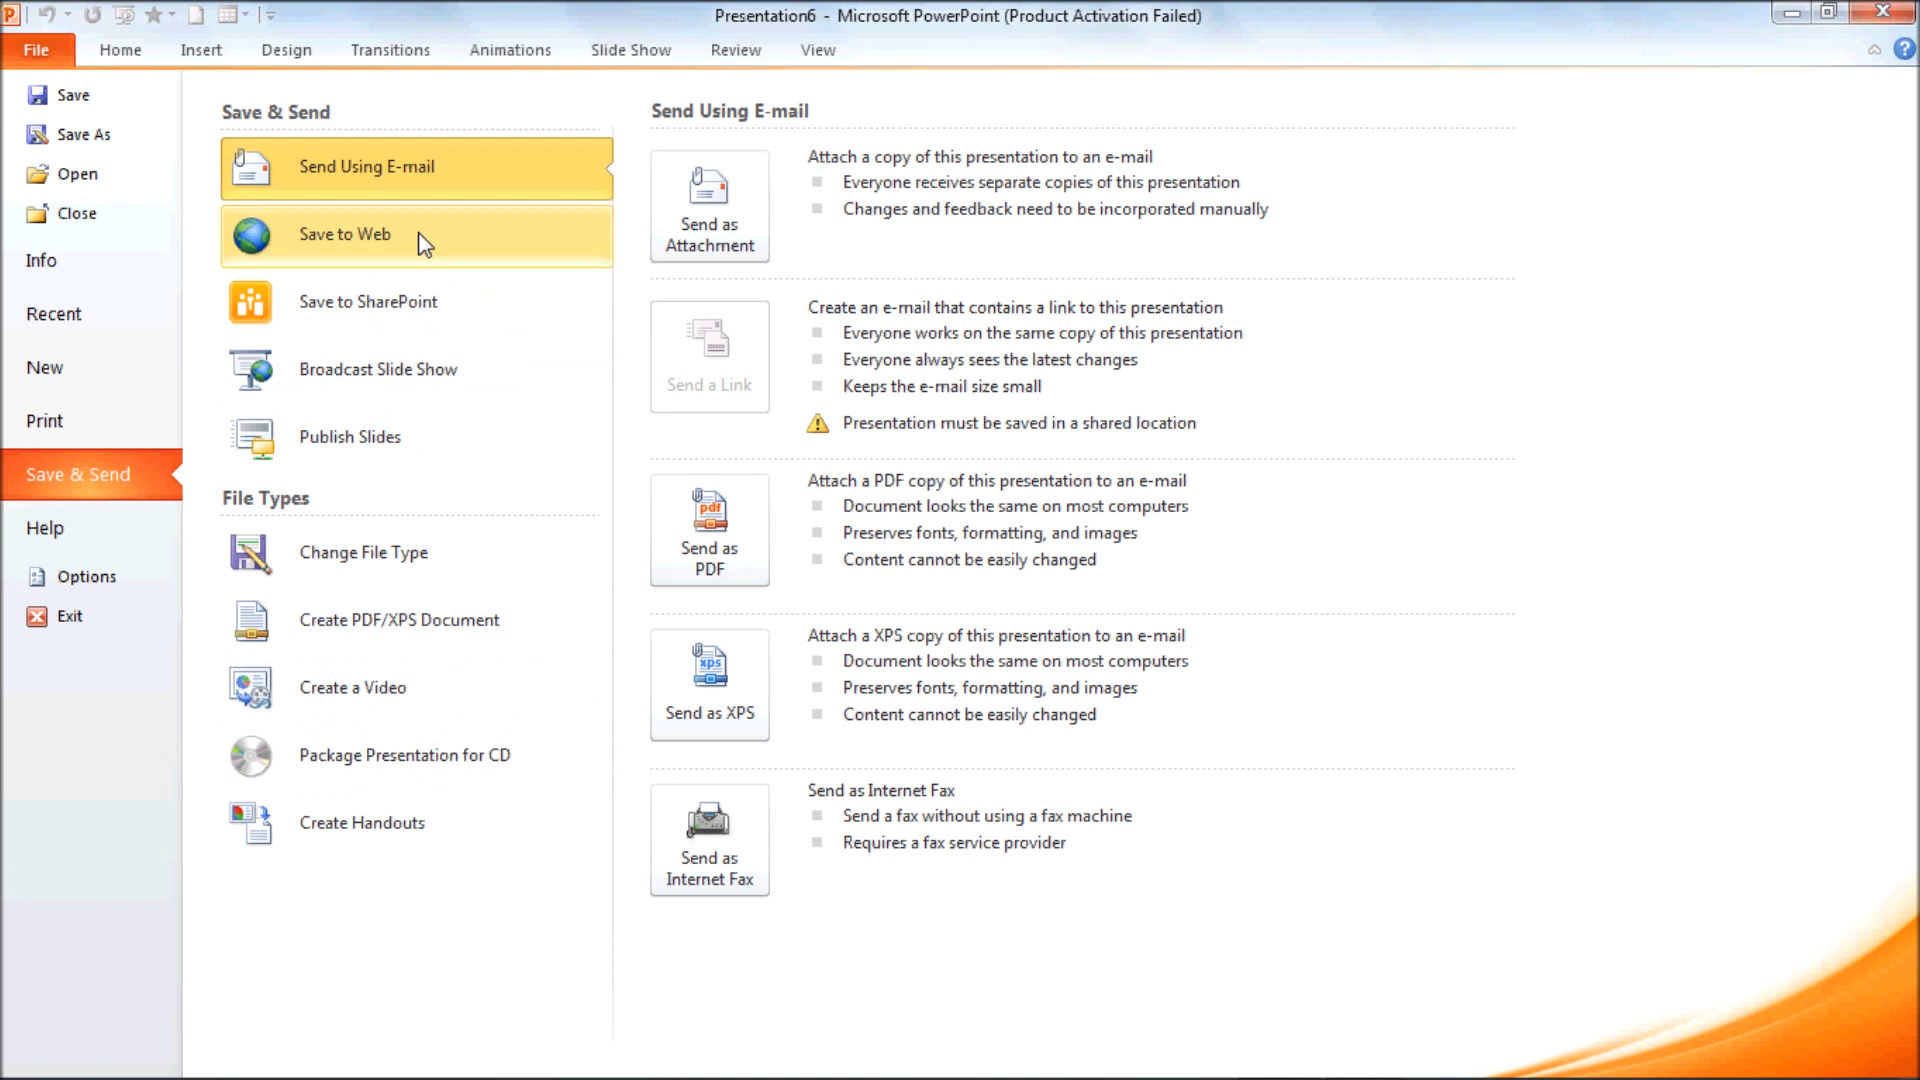 Presentation6 - Microsoft PowerPoint (Product Activation Failed)
File Home Insert Design Transitions Animations Slide Show Review View
Save
Save As
Open
Close
Info
Recent
New
Print
Save & Send
Help
Options
Exit
Save & Send
Send Using E-mail
Save to Web
Save to SharePoint
Broadcast Slide Show
Publish Slides
File Types
Change File Type
Create PDF/XPS Document
Create a Video
Package Presentation for CD
Create Handouts
Send Using E-mail
Send as
Attachment
Attach a copy of this presentation to an e-mail
Everyone receives separate copies of this presentation
Changes and feedback need to be incorporated manually
Send a Link
Create an e-mail that contains a link to this presentation
Everyone works on the same copy of this presentation
Everyone always sees the latest changes
Keeps the e-mail size small
Presentation must be saved in a shared location
pdf
Send as
PDF
Attach a PDF copy of this presentation to an e-mail
Document looks the same on most computers
Preserves fonts, formatting, and images
Content cannot be easily changed
xps
Send as XPS
Attach a XPS copy of this presentation to an e-mail
Document looks the same on most computers
Preserves fonts, formatting, and images
Content cannot be easily changed
Send as
Internet Fax
Send as Internet Fax
Send a fax without using a fax machine
Requires a fax service provider